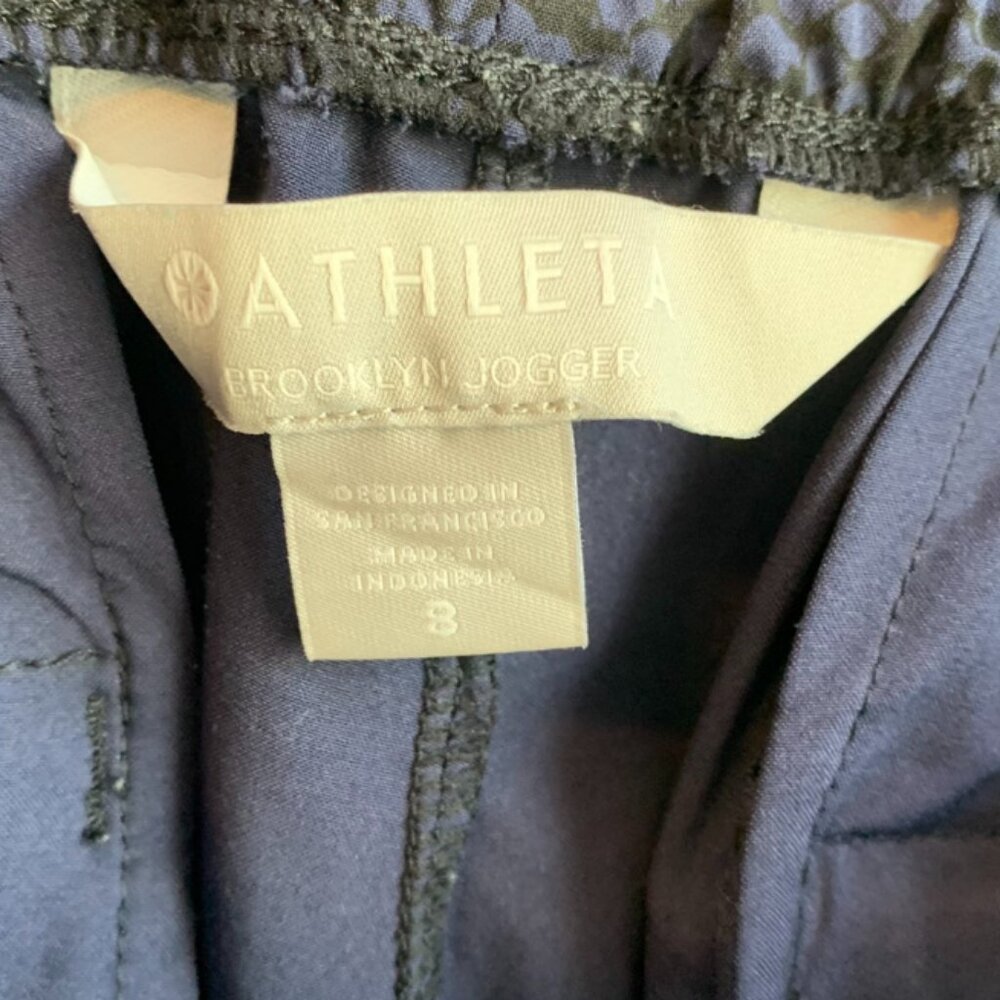 ATHLETA
BROOKLYN JOGGER
DESIGNED IN
SAN FRANCISCO
MADE IN
INDONESIA
8